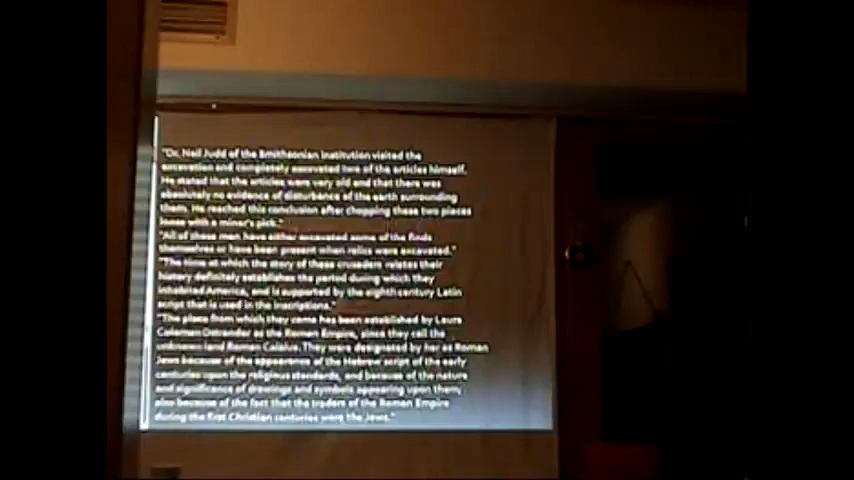 "Dr. Neil Judd of the Smithsonian Institution visited the
excavation and completely excavated two of the articles himself.
He stated that the articles were very old and that there was
absolutely no evidence of disturbance of the earth surrounding
them. He reached this conclusion after chopping these two pieces
loose with a miner's pick."
"All of these men have either excavated some of the finds
themselves or have been present when relics were excavated."
"The time at which the story of these crusaders relates their
history definitely establishes the period during which they
inhabited America, and is supported by the eighth century Latin
script that is used in the inscriptions."
"The place from which they came has been established by Laura
Coleman Ostrander as the Roman Empire, since they call the
unknown land Roman Calalus. They were designated by her as Roman
Jews because of the appearance of the Hebrew script of the early
centuries upon the religious standards, and because of the nature
and significance of drawings and symbols appearing upon them,
also because of the fact that the traders of the Roman Empire
during the first Christian centuries were the Jews."